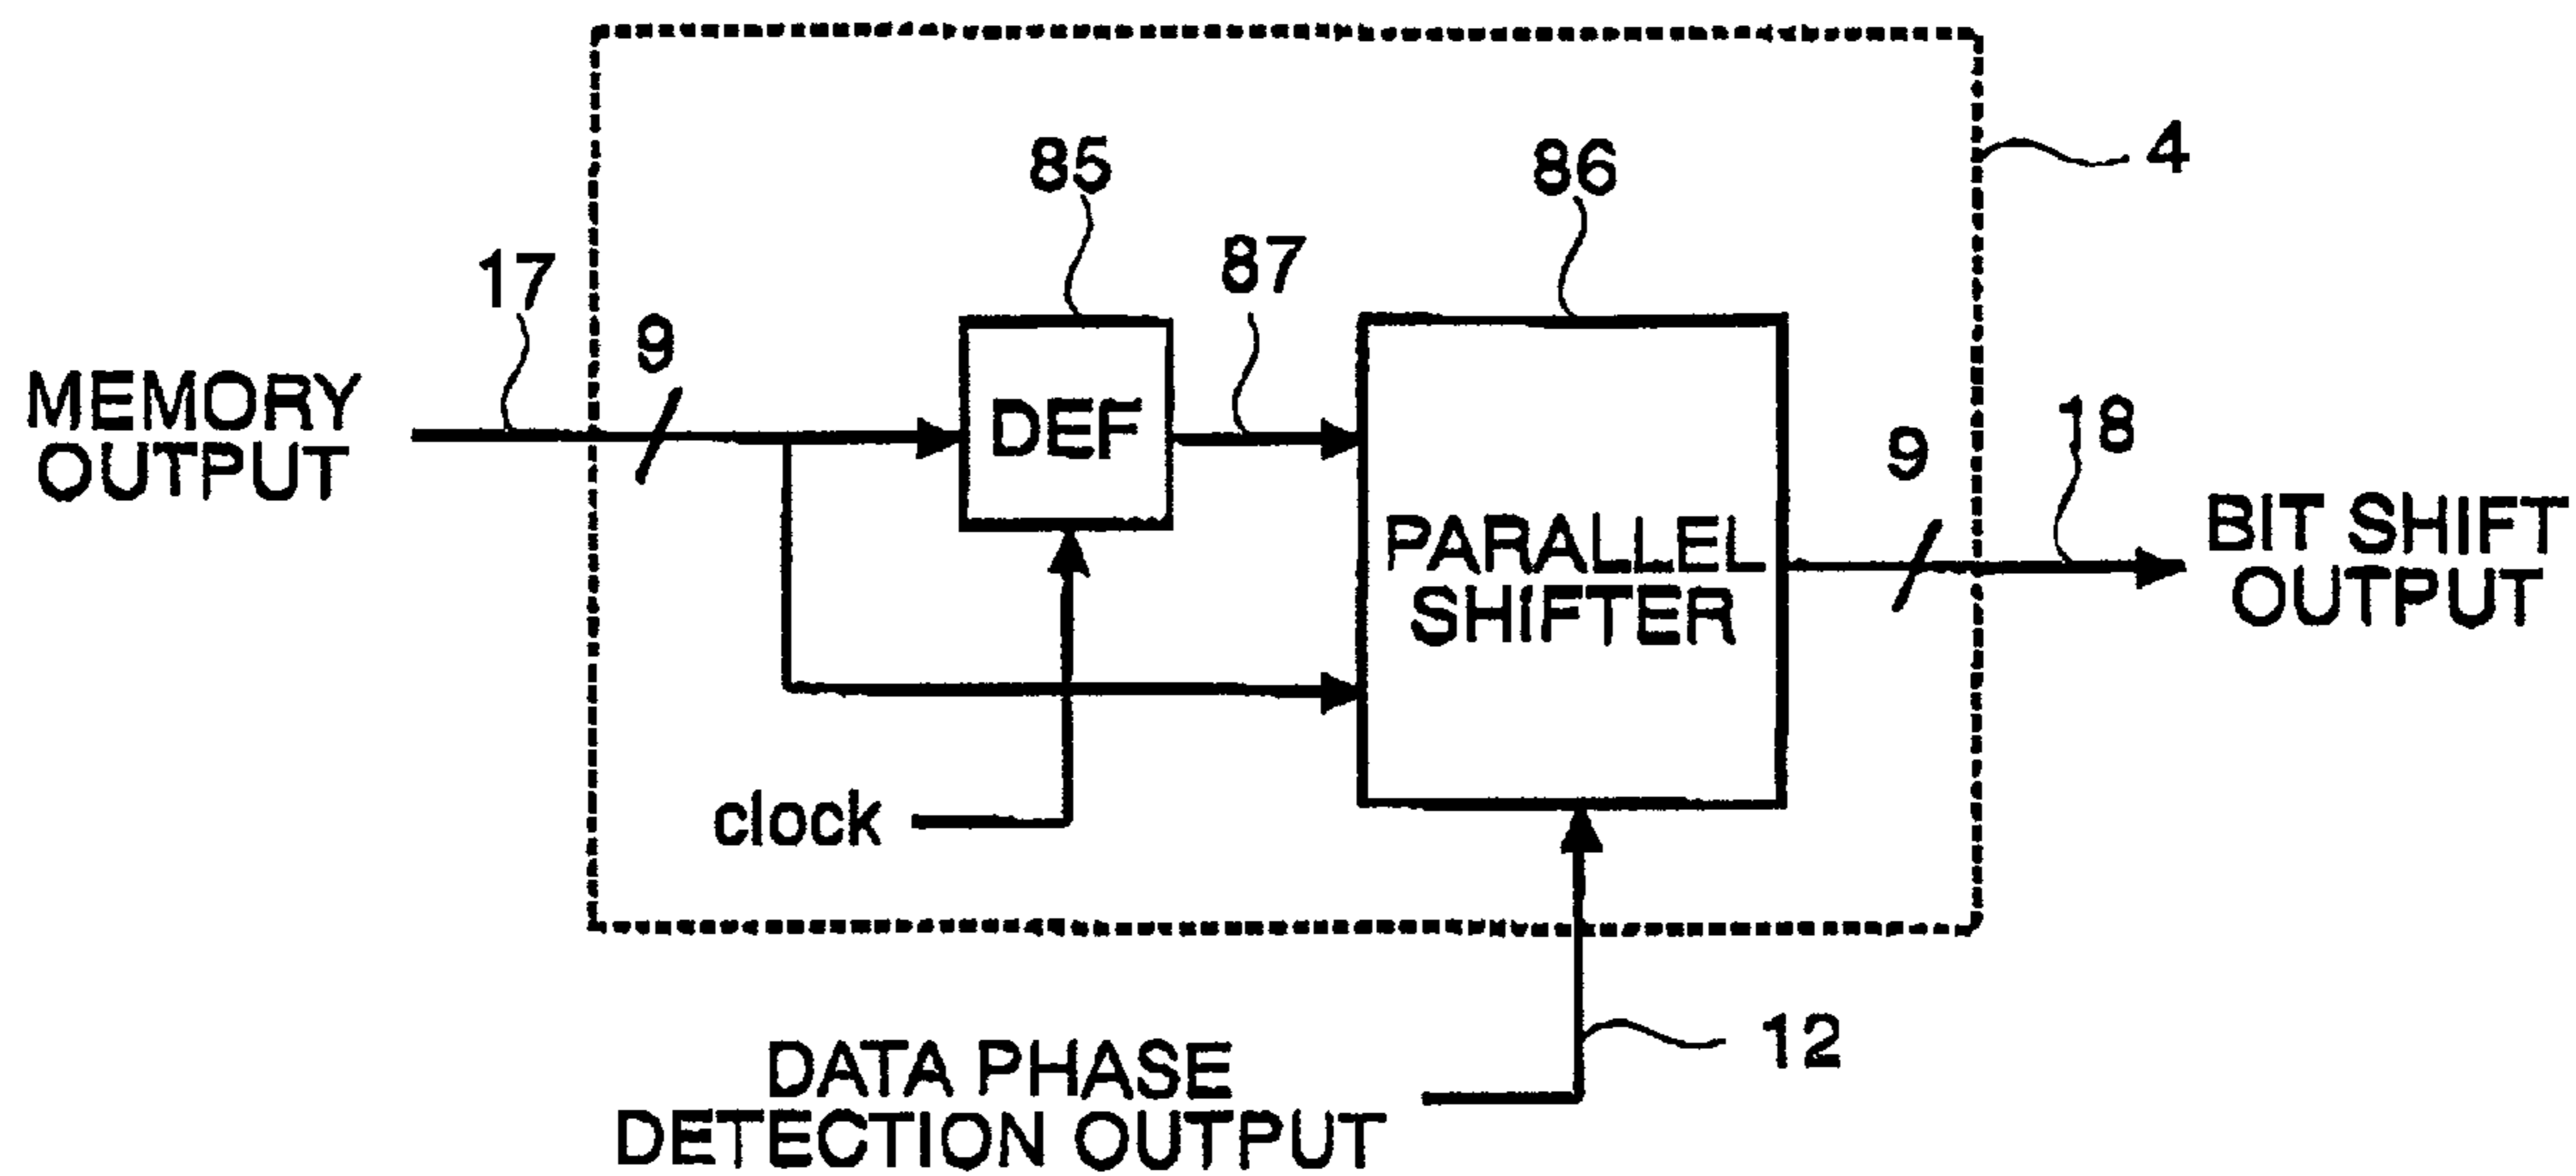 85
86
4
17
87
9
MEMORY
OUTPUT
DEF
18
9
PARALLEL
SHIFTER
BIT SHIFT
OUTPUT
clock
12
DATA PHASE
DETECTION OUTPUT